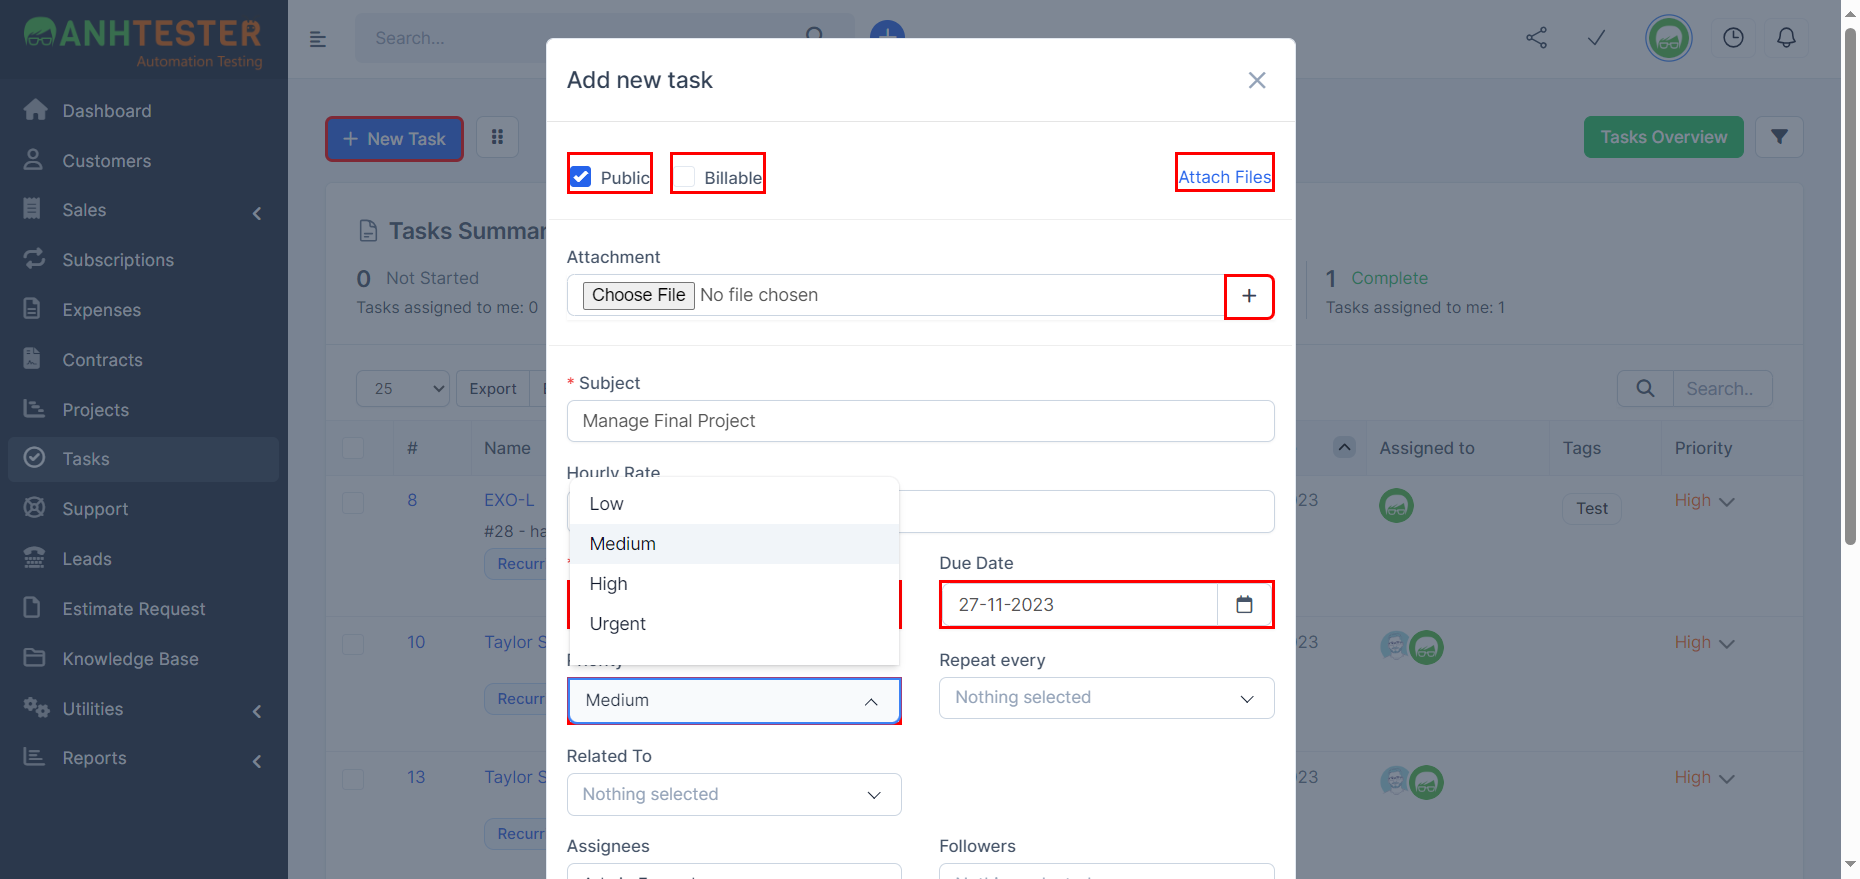 ANHTESTER
Automation Testing
Search...
Dashboard
Customers
Sales
Subscriptions
Expenses
Contracts
Projects
Tasks
Support
Leads
Estimate Request
Knowledge Base
Utilities
Reports
+ New Task
Tasks Overview
Tasks Summar
0 Not Started
Tasks assigned to me: 0
1 Complete
Tasks assigned to me: 1
25
Export
Search..
# Name Assigned to Tags Priority
8 EXO-L 23 Test High
#28 - ha
Recurr
10 Taylor S 23 High
Recurr
13 Taylor S 23 High
Recurr
Add new task
Public Billable Attach Files
Attachment
Choose File No file chosen +
* Subject
Manage Final Project
Hourly Rate
Low
Medium
High
Urgent
Due Date
27-11-2023
Priority
Medium
Repeat every
Nothing selected
Related To
Nothing selected
Assignees
Followers